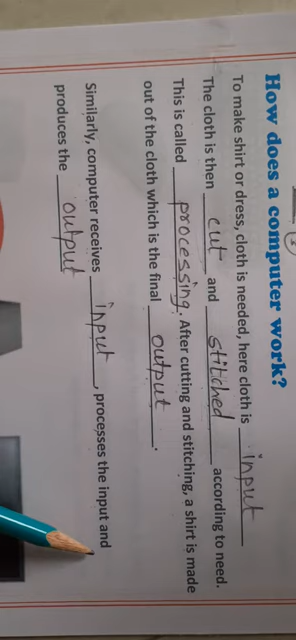 How does a computer work?
To make shirt or dress, cloth is needed, here cloth is input
The cloth is then cut and stitched according to need.
This is called processing. After cutting and stitching, a shirt is made
out of the cloth which is the final output.
Similarly, computer receives input, processes the input and
produces the output